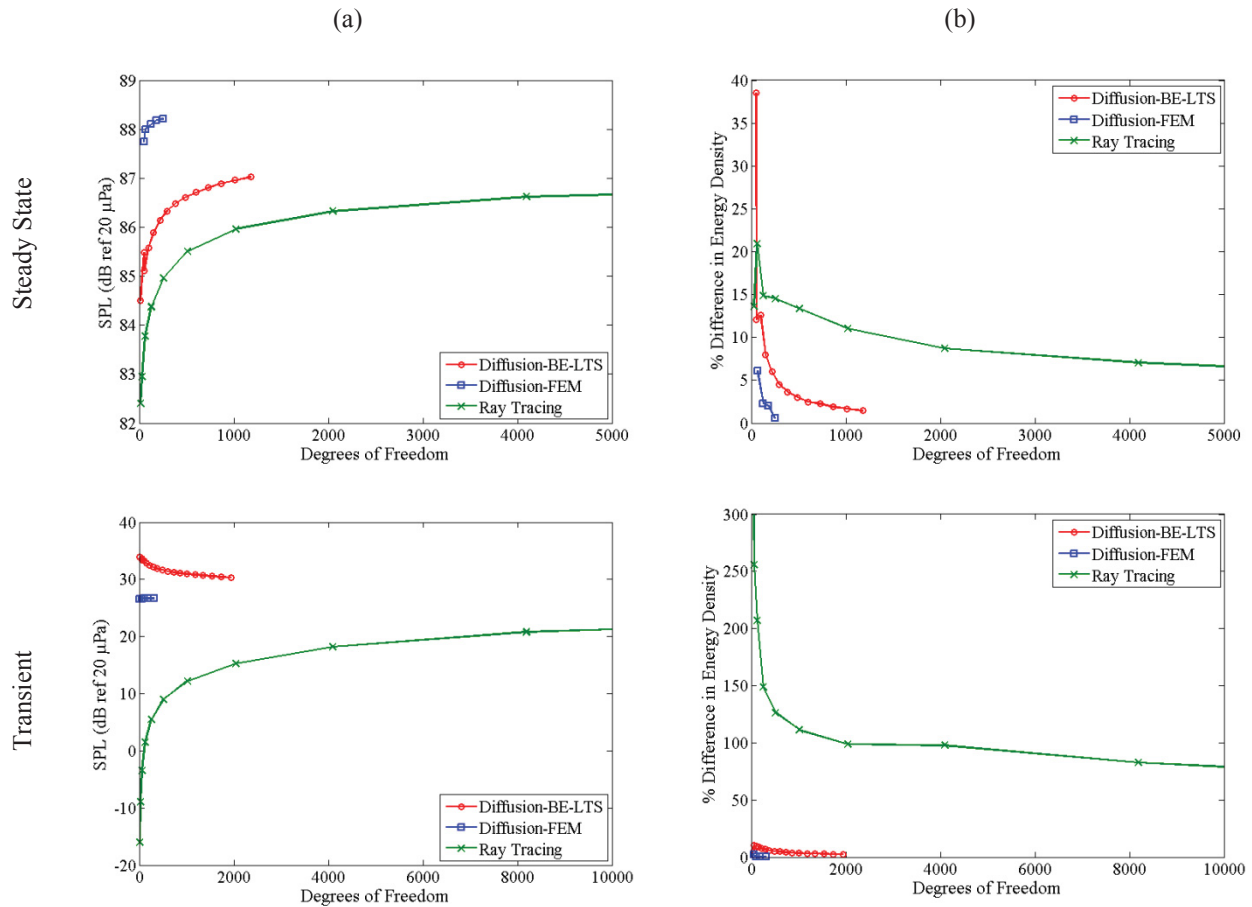 (a)
(b)
Steady State
89
88
87
86
85
84
83
82
SPL (dB ref 20 µPa)
0
1000
2000
3000
4000
5000
Degrees of Freedom
Diffusion-BE-LTS
Diffusion-FEM
Ray Tracing
40
35
30
25
20
15
10
5
0
% Difference in Energy Density
0
1000
2000
3000
4000
5000
Degrees of Freedom
Diffusion-BE-LTS
Diffusion-FEM
Ray Tracing
Transient
40
30
20
10
0
-10
-20
SPL (dB ref 20 µPa)
0
2000
4000
6000
8000
10000
Degrees of Freedom
Diffusion-BE-LTS
Diffusion-FEM
Ray Tracing
300
250
200
150
100
50
0
% Difference in Energy Density
0
2000
4000
6000
8000
10000
Degrees of Freedom
Diffusion-BE-LTS
Diffusion-FEM
Ray Tracing